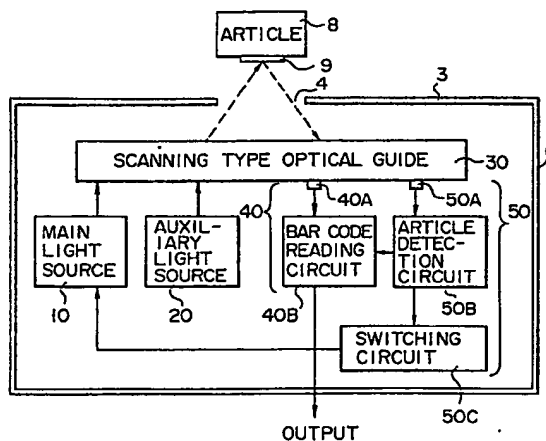 ARTICLE 8
9
4
3
SCANNING TYPE OPTICAL GUIDE 30
40 40A 50A 50
MAIN LIGHT SOURCE
10
AUXIL-
IARY LIGHT
SOURCE
20
BAR CODE
READING
CIRCUIT
40B
ARTICLE
DETEC-
TION
CIRCUIT
50B
SWITCHING
CIRCUIT
50C
OUTPUT